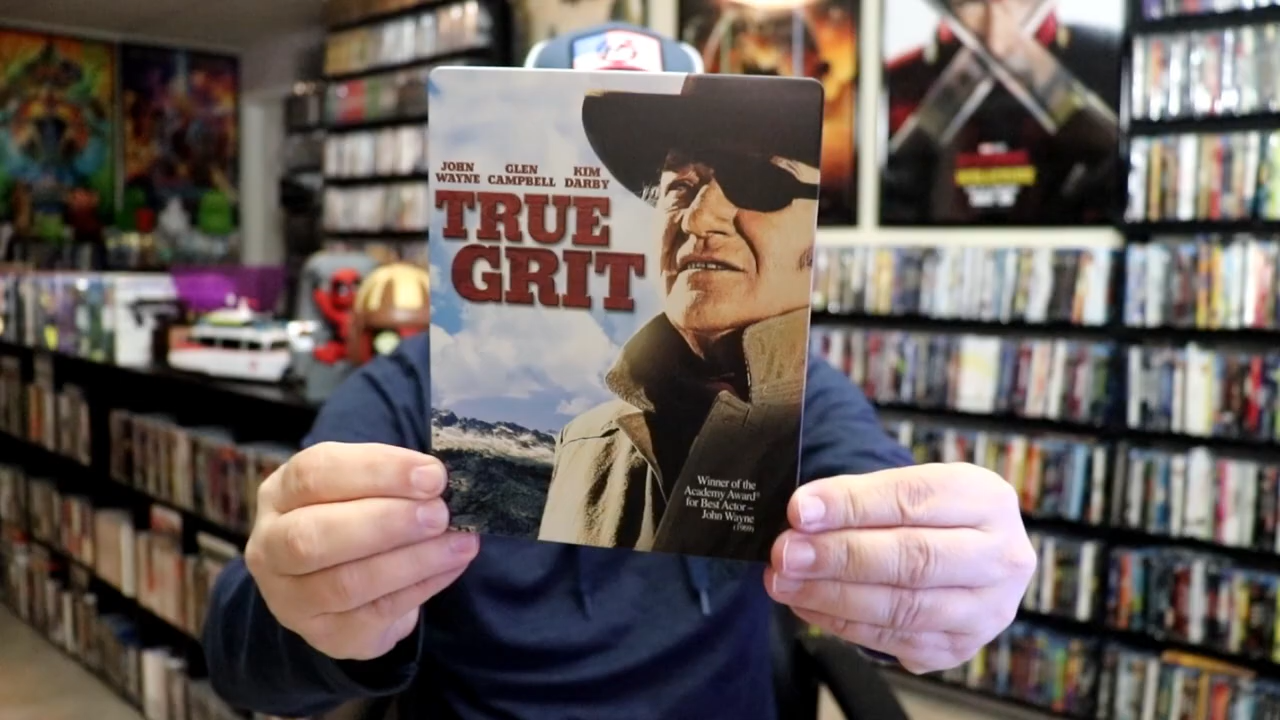 JOHN WAYNE GLEN CAMPBELL KIM DARBY
TRUE
GRIT
Winner of the
Academy Award®
for Best Actor –
John Wayne
(1969)